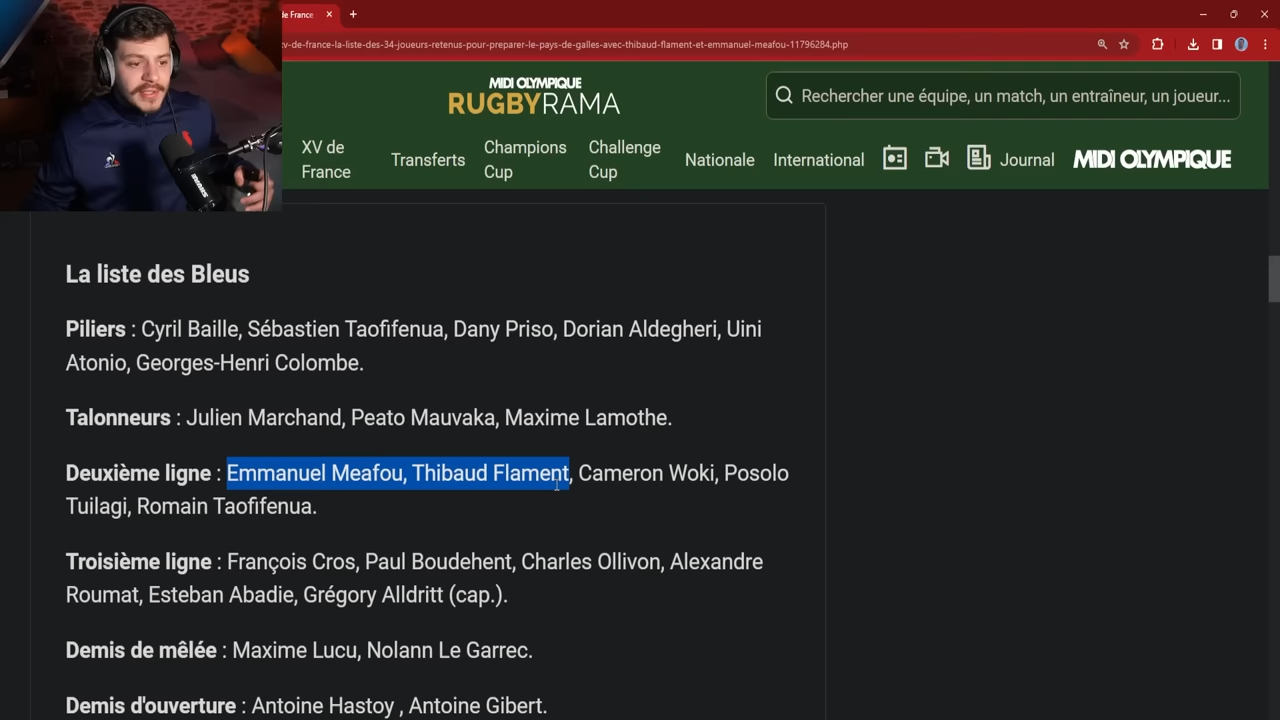 de France
cv-de-france-la-liste-des-34-joueurs-retenus-pour-preparer-le-pays-de-galles-avec-thibaud-flament-et-emmanuel-meafou-11796284.php
MIDI OLYMPIQUE
RUGBYRAMA
Rechercher une équipe, un match, un entraîneur, un joueur...
XV de
France
Transferts
Champions
Cup
Challenge
Cup
Nationale
International
Journal
MIDI OLYMPIQUE
La liste des Bleus
Piliers : Cyril Baille, Sébastien Taofifenua, Dany Priso, Dorian Aldegheri, Uini
Atonio, Georges-Henri Colombe.
Talonneurs : Julien Marchand, Peato Mauvaka, Maxime Lamothe.
Deuxième ligne : Emmanuel Meafou, Thibaud Flament, Cameron Woki, Posolo
Tuilagi, Romain Taofifenua.
Troisième ligne : François Cros, Paul Boudehent, Charles Ollivon, Alexandre
Roumat, Esteban Abadie, Grégory Alldritt (cap.).
Demis de mêlée : Maxime Lucu, Nolann Le Garrec.
Demis d'ouverture : Antoine Hastoy , Antoine Gibert.